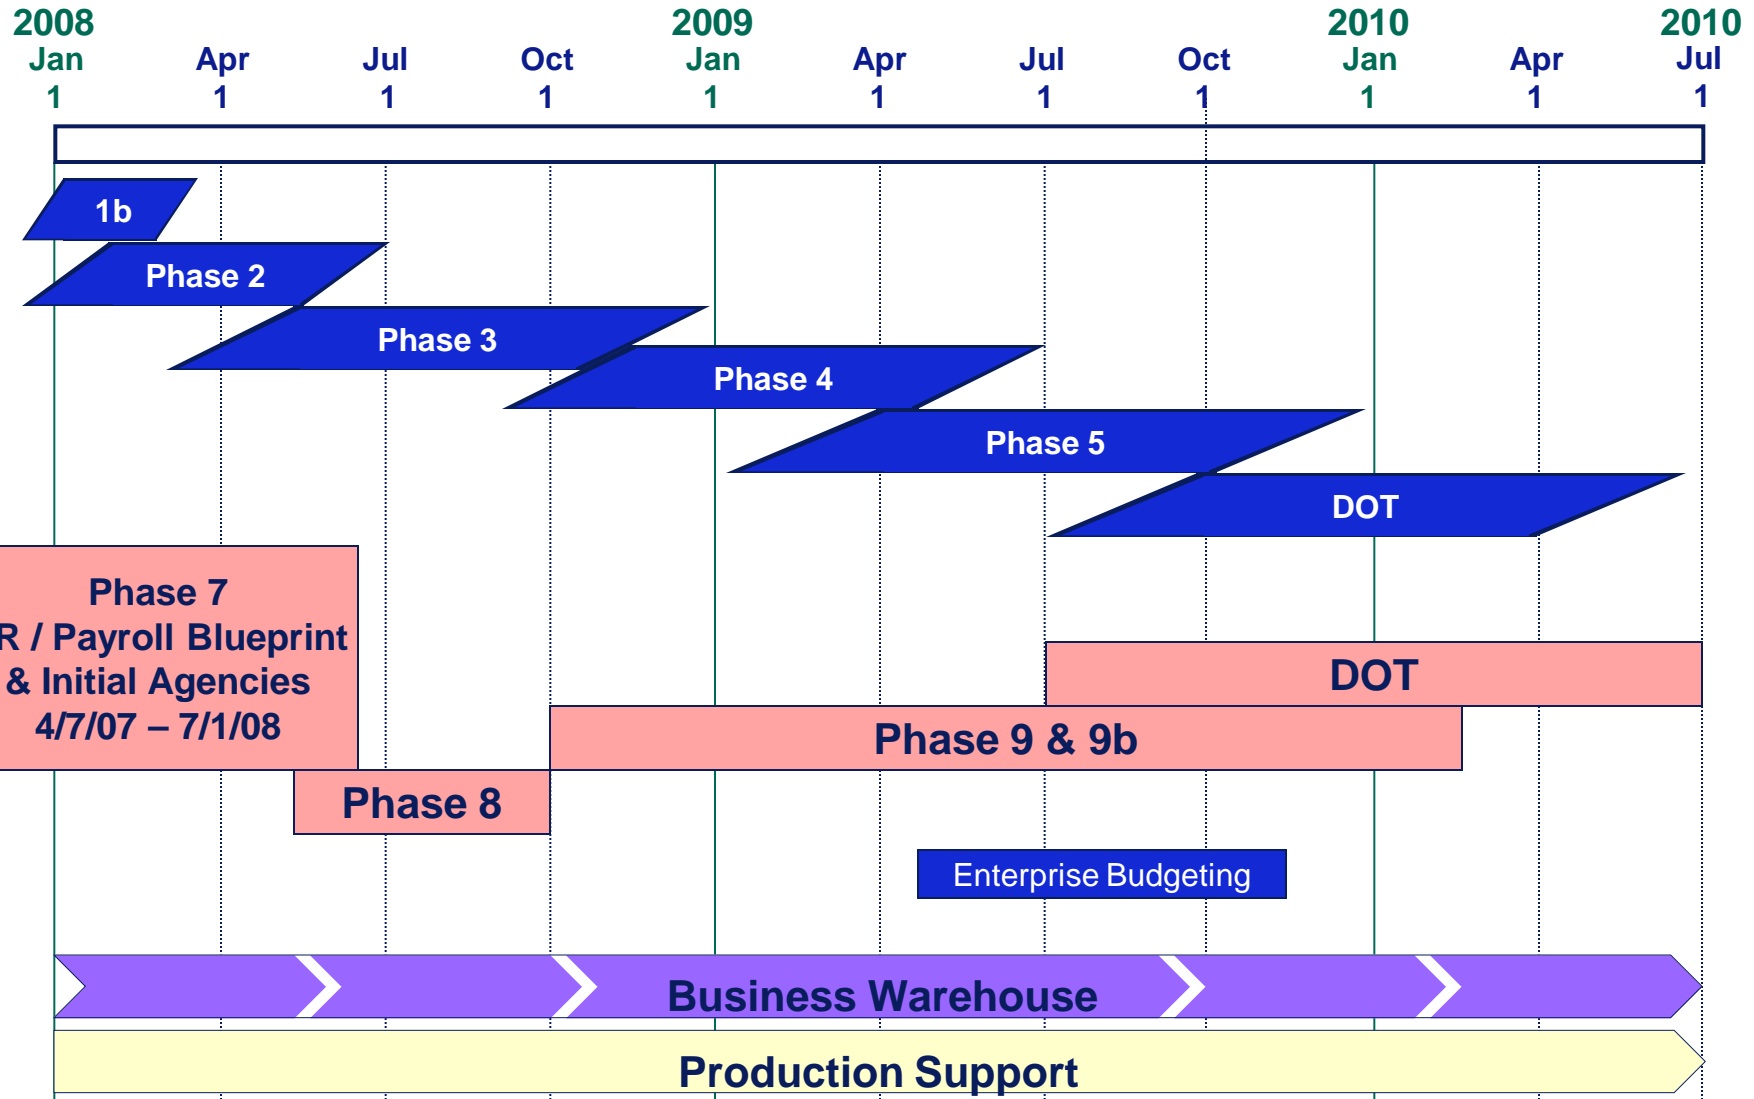 2008 2009 2010 2010
Jan Apr Jul Oct Jan Apr Jul Oct Jan Apr Jul
1 1 1 1 1 1 1 1 1 1 1
1b
Phase 2
Phase 3
Phase 4
Phase 5
DOT
Phase 7
R / Payroll Blueprint
& Initial Agencies
4/7/07 – 7/1/08
DOT
Phase 9 & 9b
Phase 8
Enterprise Budgeting
Business Warehouse
Production Support